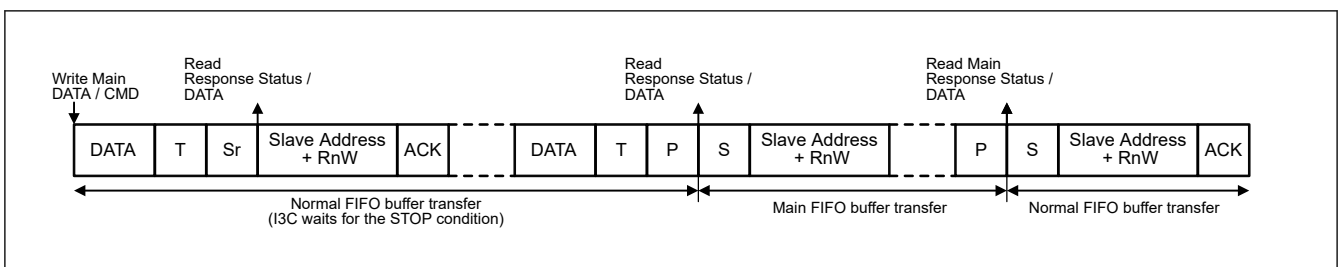 Write Main
DATA / CMD
Read
Response Status /
DATA
Read
Response Status /
DATA
Read Main
Response Status /
DATA
DATA T Sr Slave Address
+ RnW ACK DATA T P S Slave Address
+ RnW P S Slave Address
+ RnW ACK
Normal FIFO buffer transfer
(I3C waits for the STOP condition)
Main FIFO buffer transfer
Normal FIFO buffer transfer